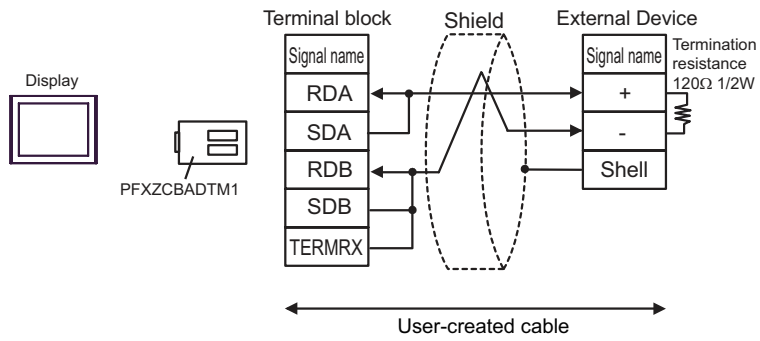 Terminal block
Shield
External Device
Signal name
Signal name
Termination
resistance
120Ω 1/2W
Display
RDA
+
SDA
-
RDB
Shell
PFXZCBADTM1
SDB
TERMRX
User-created cable